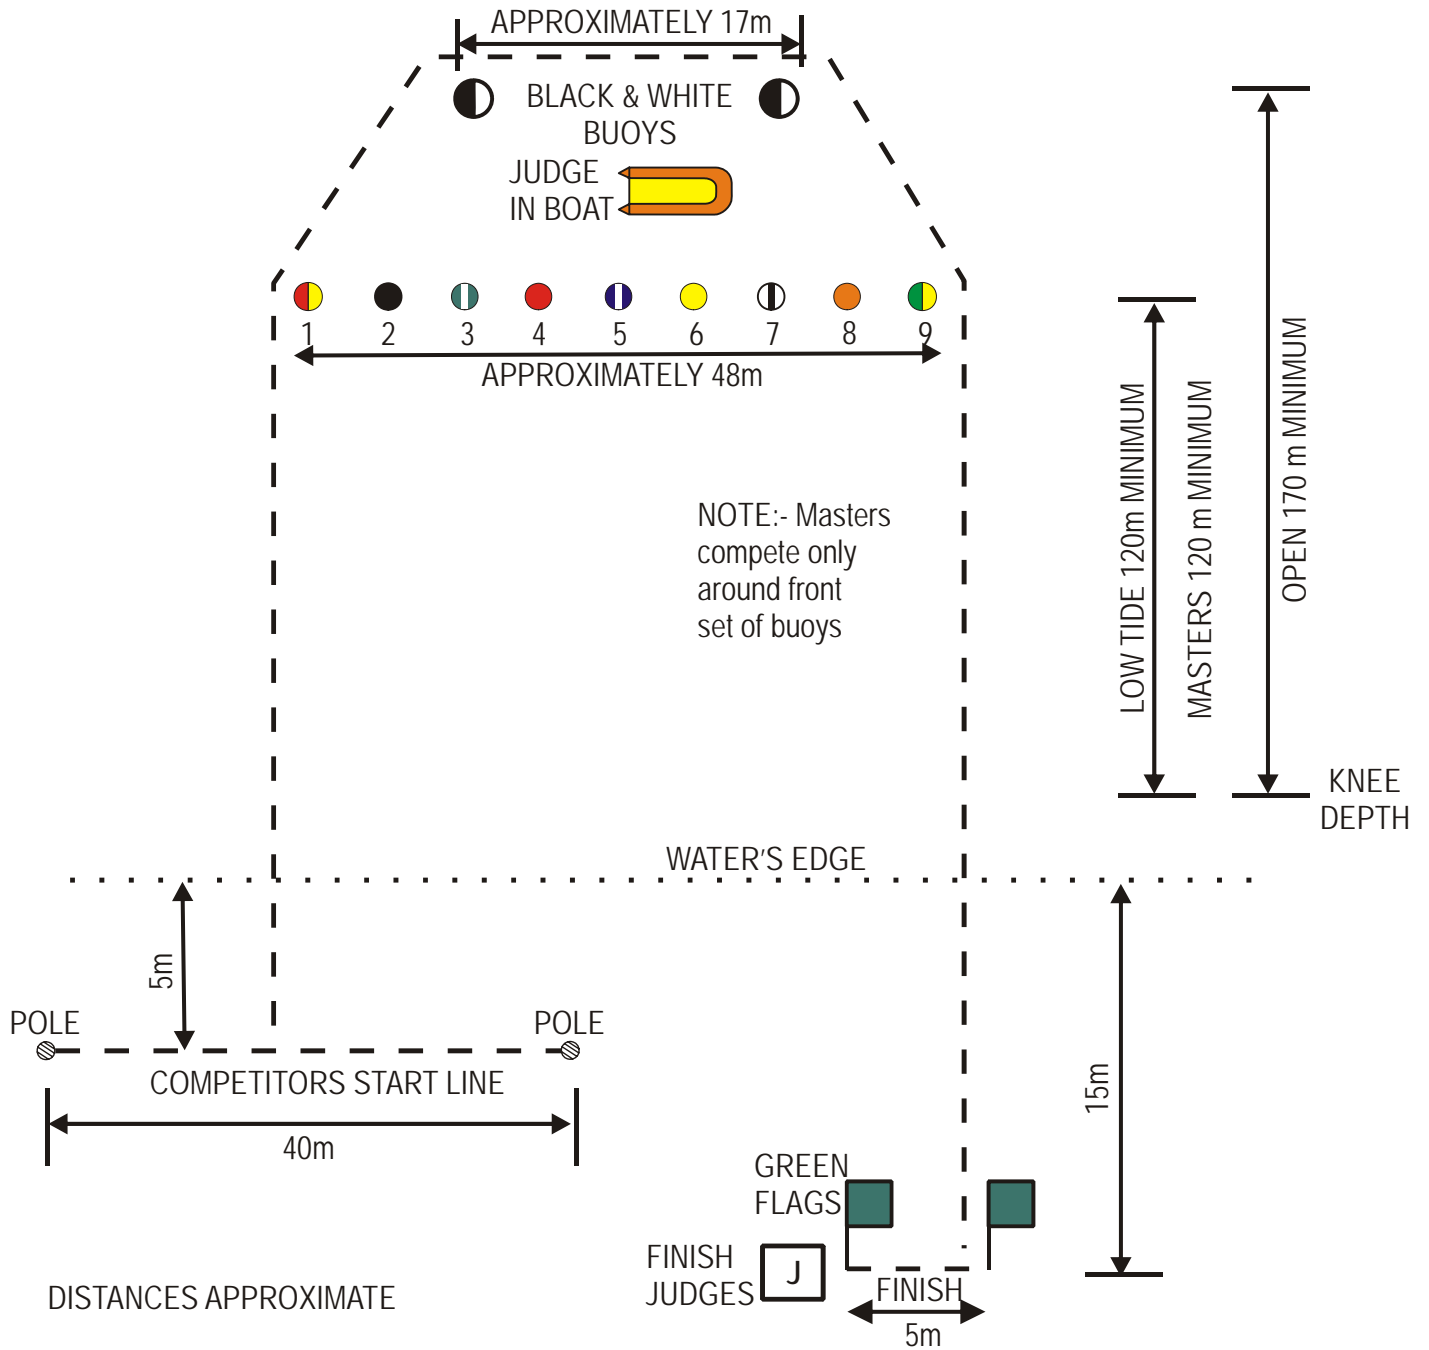 APPROXIMATELY 17m
BLACK & WHITE
BUOYS
JUDGE
IN BOAT
1 2 3 4 5 6 7 8 9
APPROXIMATELY 48m
NOTE:- Masters
compete only
around front
set of buoys
LOW TIDE 120m MINIMUM
MASTERS 120 m MINIMUM
OPEN 170 m MINIMUM
KNEE
DEPTH
WATER'S EDGE
5m
POLE
POLE
COMPETITORS START LINE
40m
15m
GREEN
FLAGS
FINISH
JUDGES
J
FINISH
5m
DISTANCES APPROXIMATE